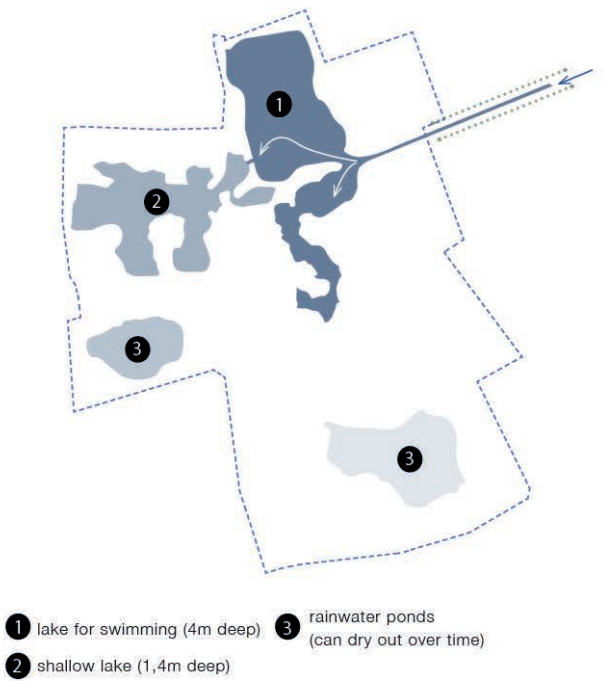 1
2
3
3
1 lake for swimming (4m deep)
2 shallow lake (1,4m deep)
3 rainwater ponds
(can dry out over time)